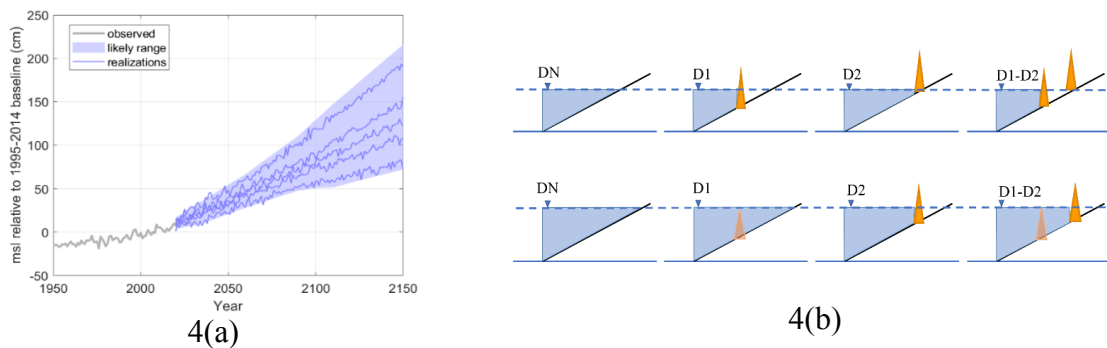 250
200
150
100
50
0
-50
msl relative to 1995-2014 baseline (cm)
observed
likely range
realizations
1950 2000 2050 2100 2150
Year
4(a)
DN D1 D2 D1-D2
DN D1 D2 D1-D2
4(b)